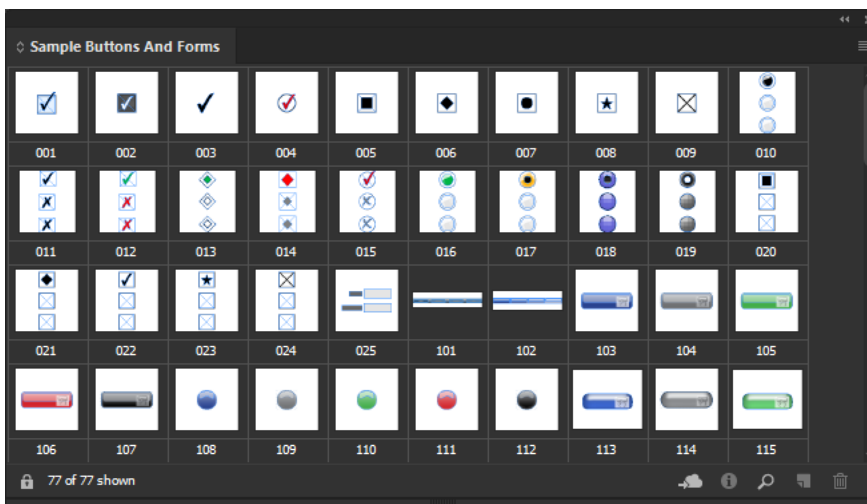 Sample Buttons And Forms
001 002 003 004 005 006 007 008 009 010
011 012 013 014 015 016 017 018 019 020
021 022 023 024 025 101 102 103 104 105
106 107 108 109 110 111 112 113 114 115
77 of 77 shown